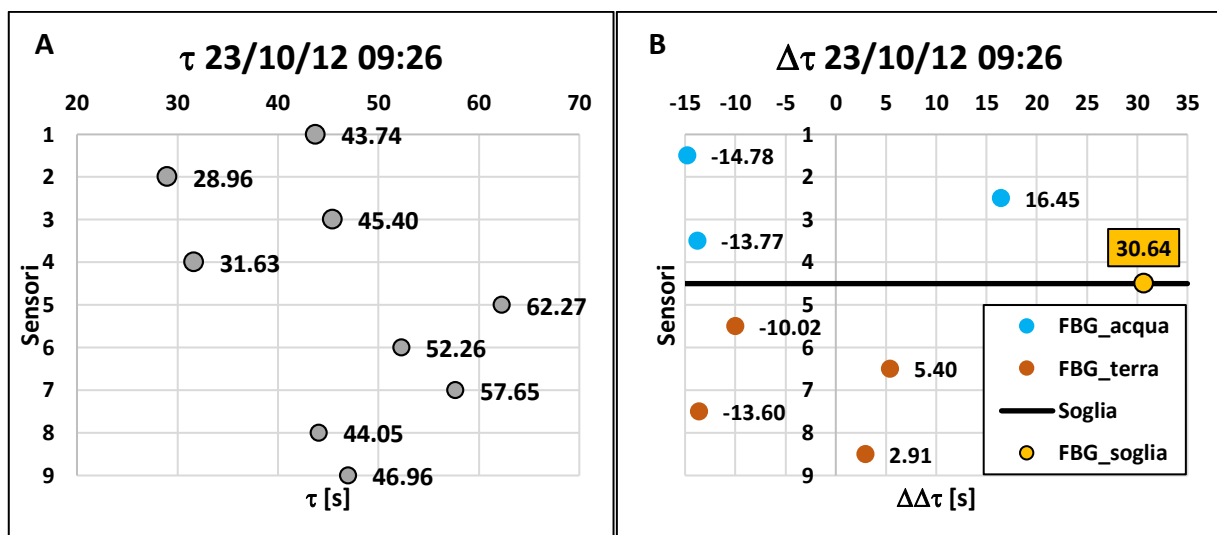 A
τ 23/10/12 09:26
20 30 40 50 60 70
1
2
3
4
5
6
7
8
9
43.74
28.96
45.40
31.63
62.27
52.26
57.65
44.05
46.96
Sensori
τ [s]
B
Δτ 23/10/12 09:26
-15 -10 -5 0 5 10 15 20 25 30 35
1
2
3
4
5
6
7
8
9
-14.78
16.45
-13.77
30.64
-10.02
5.40
-13.60
2.91
Sensori
ΔΔτ [s]
FBG_acqua
FBG_terra
Soglia
FBG_soglia